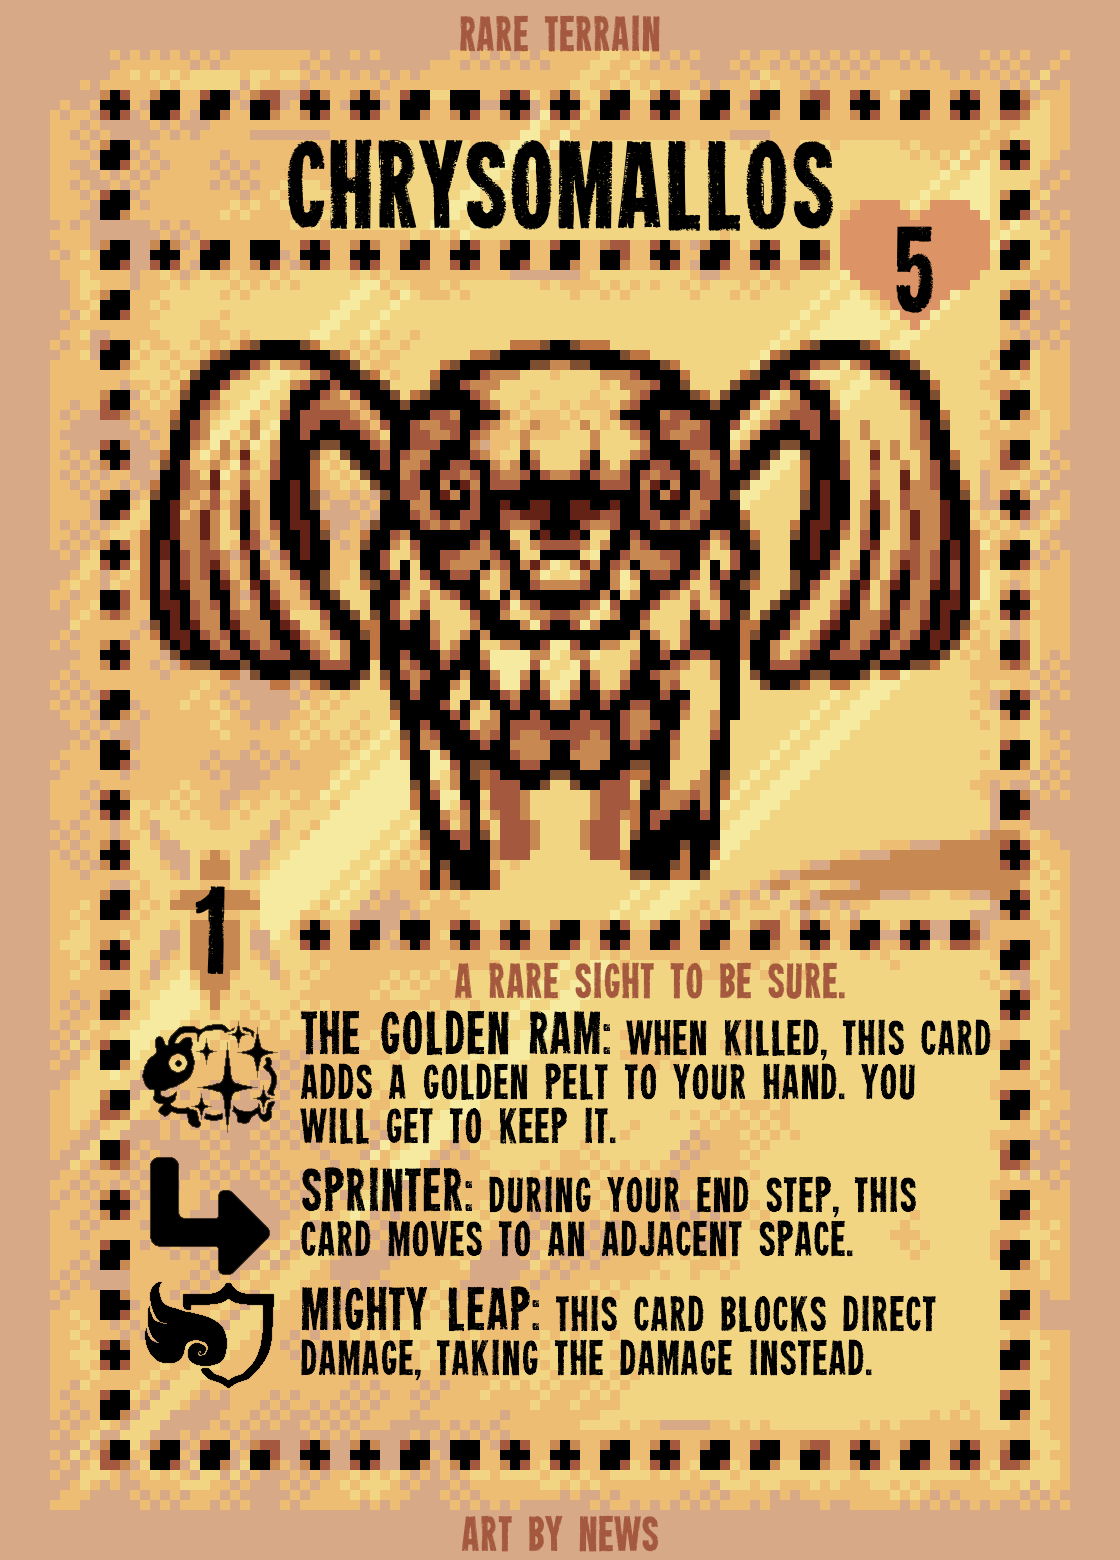 RARE TERRAIN
CHRYSOMALLOS
5
1
A RARE SIGHT TO BE SURE.
THE GOLDEN RAM: WHEN KILLED, THIS CARD
ADDS A GOLDEN PELT TO YOUR HAND. YOU
WILL GET TO KEEP IT.
SPRINTER: DURING YOUR END STEP, THIS
CARD MOVES TO AN ADJACENT SPACE.
MIGHTY LEAP: THIS CARD BLOCKS DIRECT
DAMAGE, TAKING THE DAMAGE INSTEAD.
ART BY NEWS